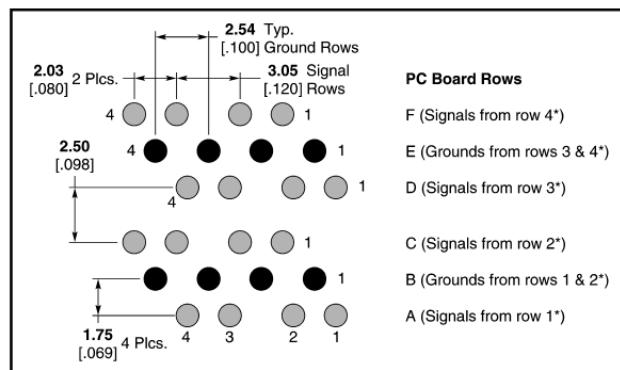 2.54 Typ.
[.100] Ground Rows
2.03
[.080] 2 Plcs.
3.05 Signal
[.120] Rows
PC Board Rows
4 1 F (Signals from row 4*)
2.50
[.098]
4 1 E (Grounds from rows 3 & 4*)
4 1 D (Signals from row 3*)
1 C (Signals from row 2*)
1 B (Grounds from rows 1 & 2*)
A (Signals from row 1*)
1.75
[.069] 4 Plcs.
4 3 2 1